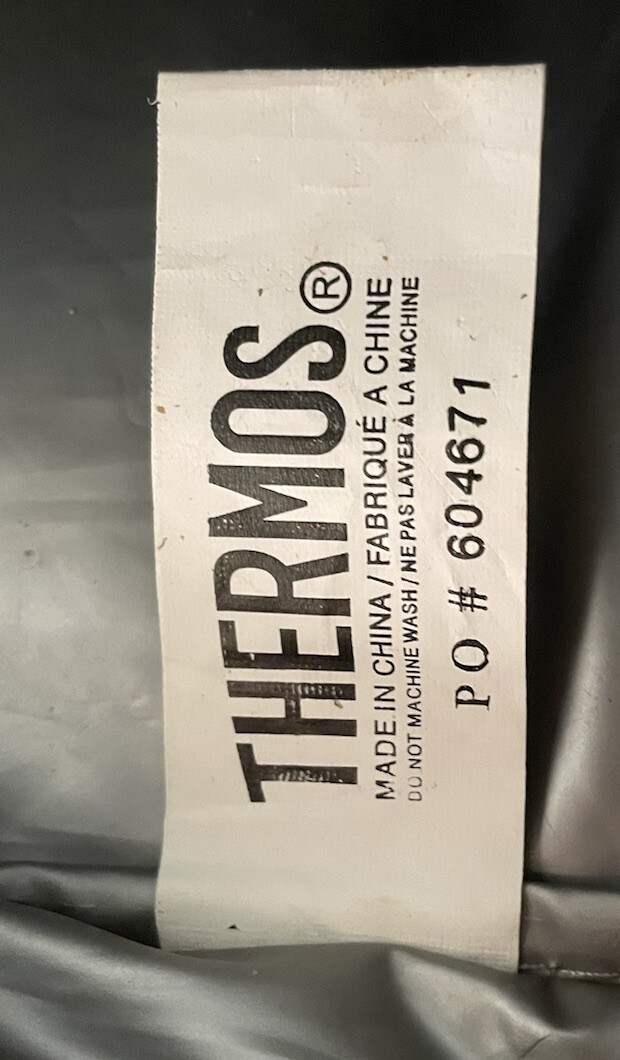 THERMOS®
MADE IN CHINA / FABRIQUÉ A CHINE
DO NOT MACHINE WASH / NE PAS LAVER À LA MACHINE
PO # 604671